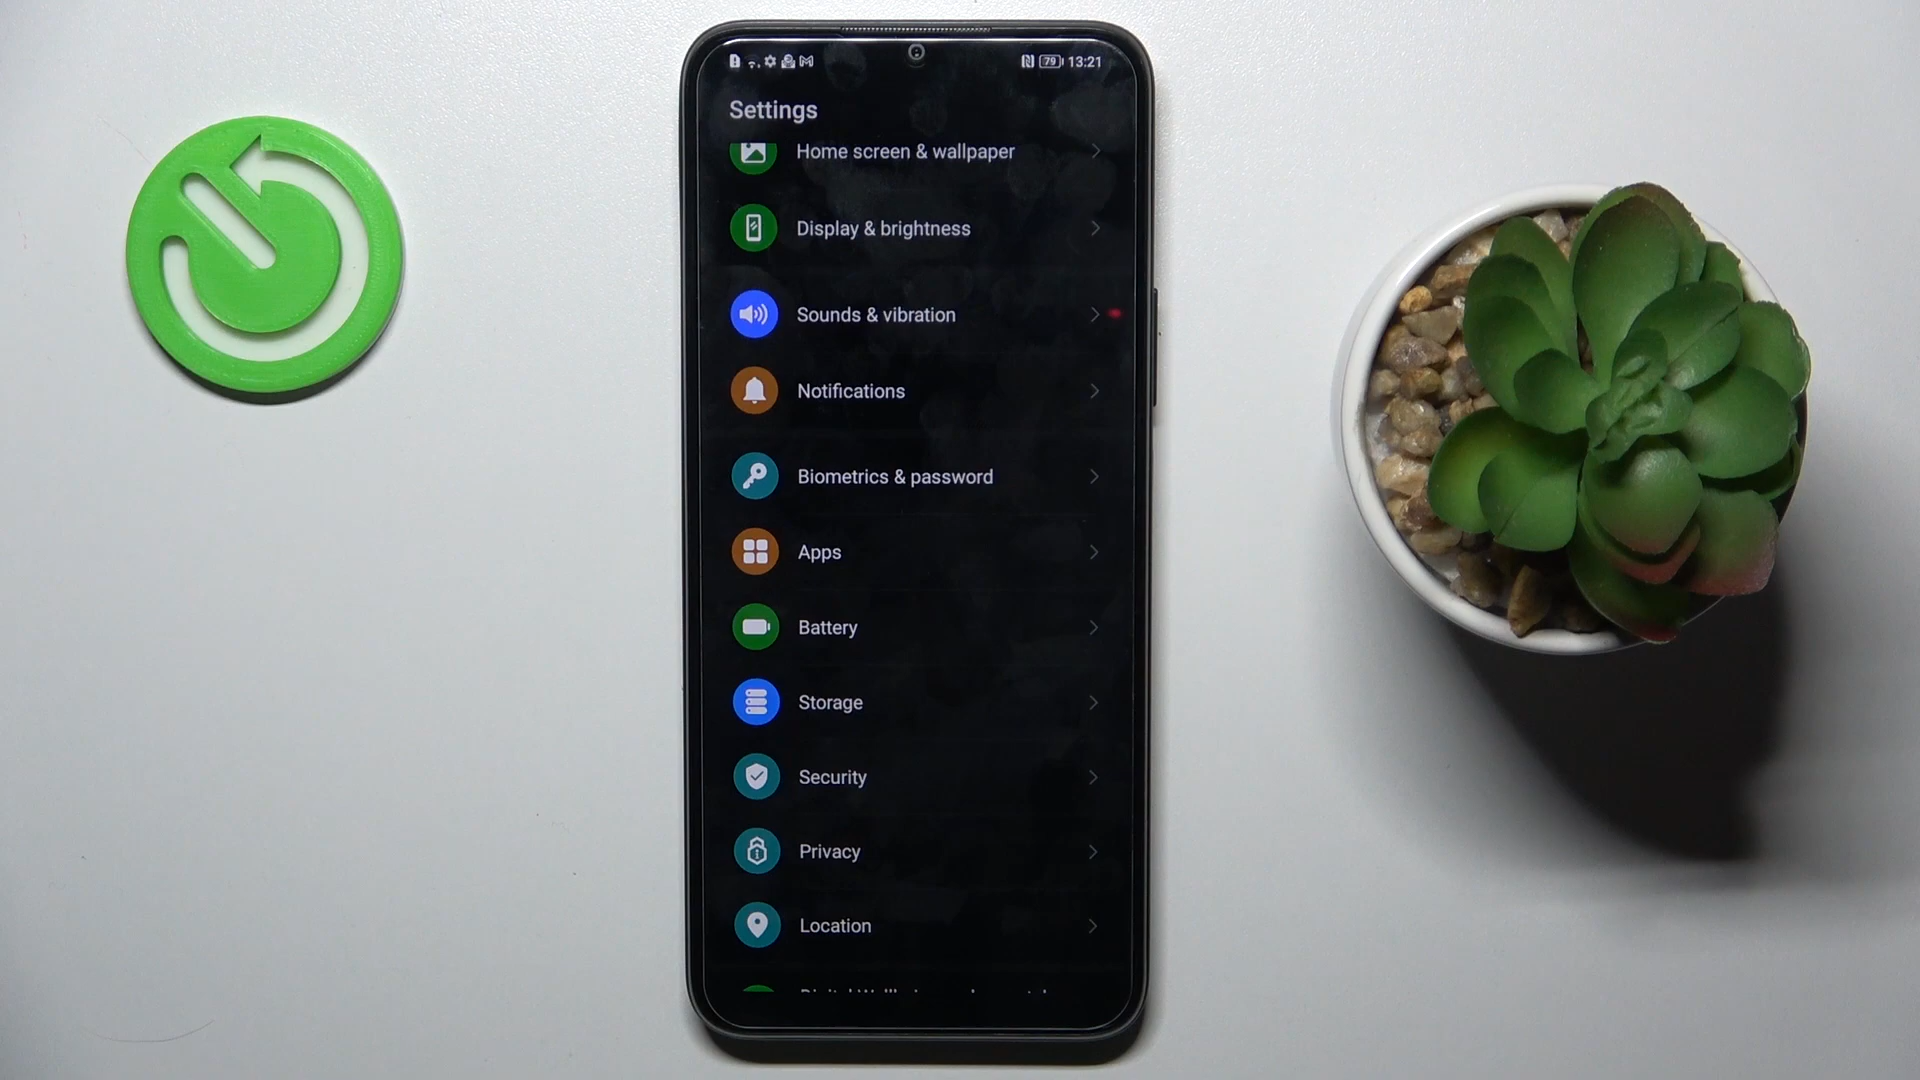 79 13:21
Settings
Home screen & wallpaper
Display & brightness
Sounds & vibration
Notifications
Biometrics & password
Apps
Battery
Storage
Security
Privacy
Location